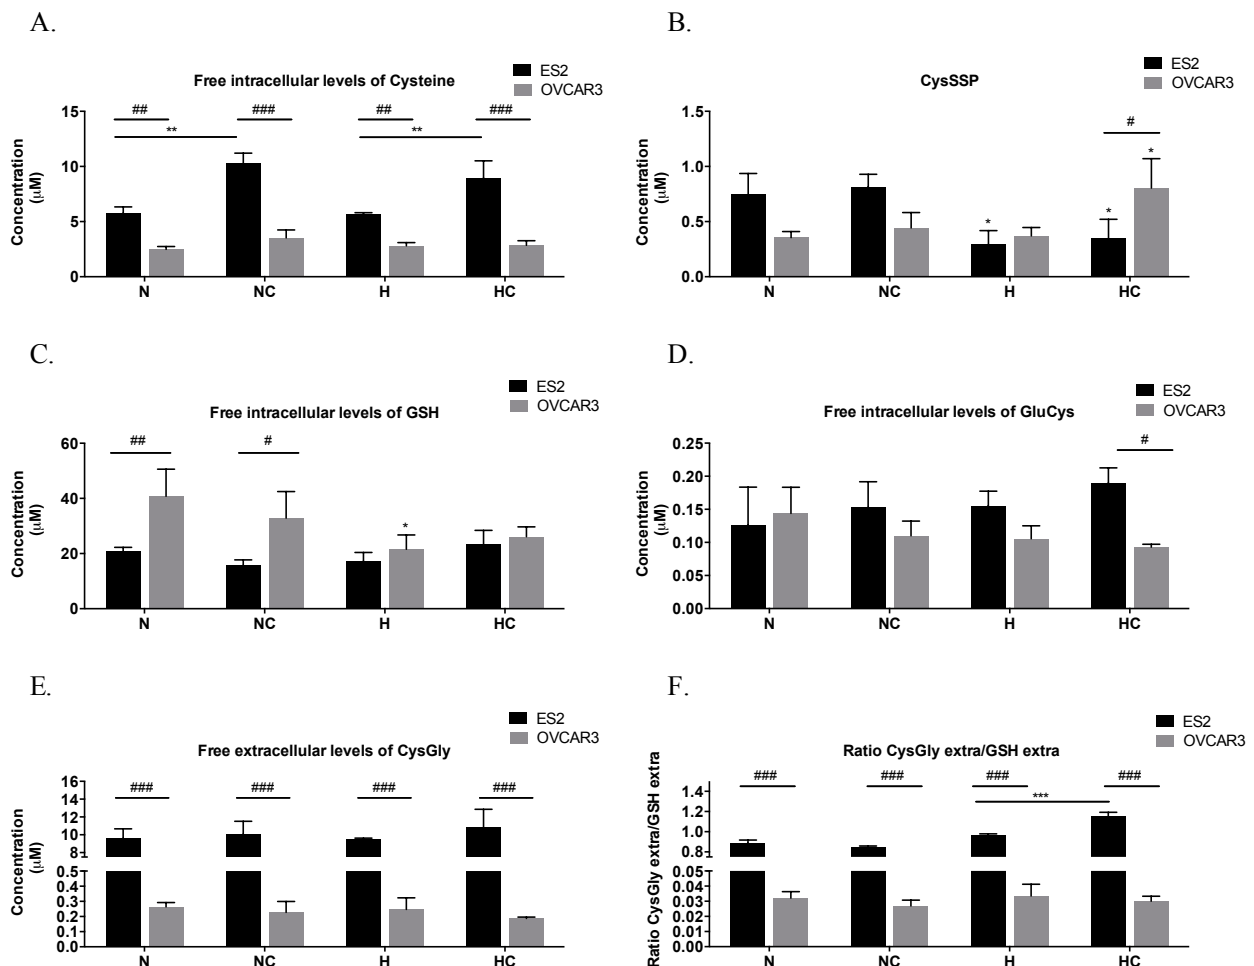 A.
Free intracellular levels of Cysteine
ES2
OVCAR3
Concentration
(µM)
15
10
5
0
##
###
##
###
**
**
N NC H HC
B.
CysSSP
ES2
OVCAR3
Concentration
(µM)
1.5
1.0
0.5
0.0
#
*
*
*
N NC H HC
C.
Free intracellular levels of GSH
ES2
OVCAR3
Concentration
(µM)
60
40
20
0
##
#
*
N NC H HC
D.
Free intracellular levels of GluCys
ES2
OVCAR3
Concentration
(µM)
0.25
0.20
0.15
0.10
0.05
0.00
#
N NC H HC
E.
Free extracellular levels of CysGly
ES2
OVCAR3
Concentration
(µM)
16
14
12
10
8
0.5
0.4
0.3
0.2
0.1
0.0
###
###
###
###
N NC H HC
F.
Ratio CysGly extra/GSH extra
ES2
OVCAR3
Ratio CysGly extra/GSH extra
1.4
1.2
1.0
0.8
0.05
0.04
0.03
0.02
0.01
0.00
###
###
###
###
***
N NC H HC